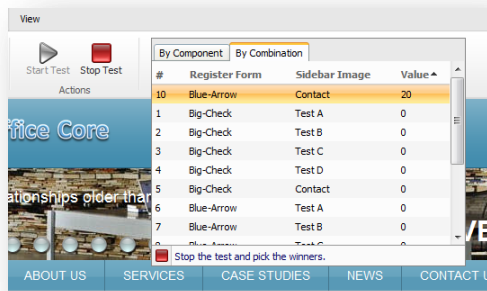 View
Start Test Stop Test
Actions
By Component By Combination
# Register Form Sidebar Image Value
10 Blue-Arrow Contact 20
1 Big-Check Test A 0
2 Big-Check Test B 0
3 Big-Check Test C 0
4 Big-Check Test D 0
5 Big-Check Contact 0
6 Blue-Arrow Test A 0
7 Blue-Arrow Test B 0
Stop the test and pick the winners.
ffice Core
ationships older than
VE
ABOUT US SERVICES CASE STUDIES NEWS CONTACT U